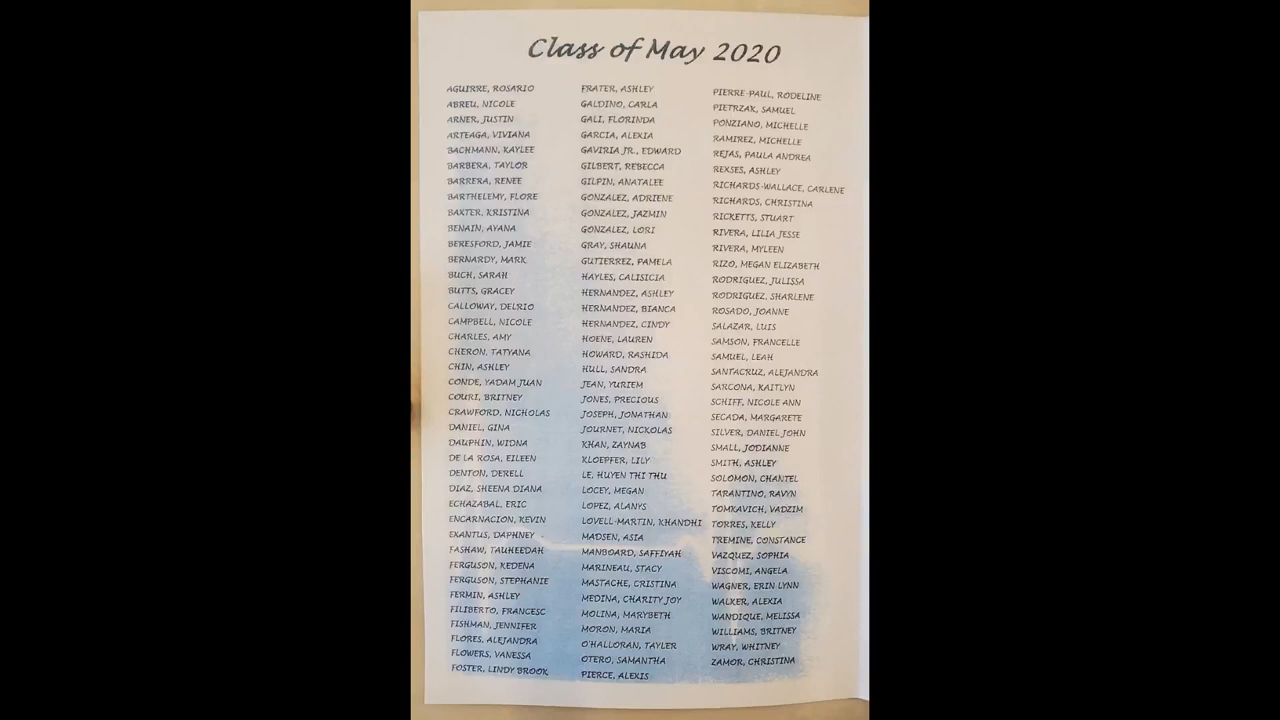 Class of May 2020
AGUIRRE, ROSARIO
ABREU, NICOLE
ARNER, JUSTIN
ARTEAGA, VIVIANA
BACHMANN, KAYLEE
BARBERA, TAYLOR
BARRERA, RENEE
BARTHELEMY, FLORE
BAXTER, KRISTINA
BENAIN, AYANA
BERESFORD, JAMIE
BERNARDY, MARK
BUCH, SARAH
BUTTS, GRACEY
CALLOWAY, DELRIO
CAMPBELL, NICOLE
CHARLES, AMY
CHERON, TATYANA
CHIN, ASHLEY
CONDE, YADAM JUAN
COURI, BRITNEY
CRAWFORD, NICHOLAS
DANIEL, GINA
DAUPHIN, WIDNA
DE LA ROSA, EILEEN
DENTON, DERELL
DIAZ, SHEENA DIANA
ECHAZABAL, ERIC
ENCARNACION, KEVIN
EXANTUS, DAPHNEY
FASHAW, TAUHEEDAH
FERGUSON, KEDENA
FERGUSON, STEPHANIE
FERMIN, ASHLEY
FILIBERTO, FRANCESC
FISHMAN, JENNIFER
FLORES, ALEJANDRA
FLOWERS, VANESSA
FOSTER, LINDY BROOK
FRATER, ASHLEY
GALDINO, CARLA
GALI, FLORINDA
GARCIA, ALEXIA
GAVIRIA JR., EDWARD
GILBERT, REBECCA
GILPIN, ANATALEE
GONZALEZ, ADRIENE
GONZALEZ, JAZMIN
GONZALEZ, LORI
GRAY, SHAUNA
GUTIERREZ, PAMELA
HAYLES, CALISICIA
HERNANDEZ, ASHLEY
HERNANDEZ, BIANCA
HERNANDEZ, CINDY
HOENE, LAUREN
HOWARD, RASHIDA
HULL, SANDRA
JEAN, YURIEM
JONES, PRECIOUS
JOSEPH, JONATHAN
JOURNET, NICKOLAS
KHAN, ZAYNAB
KLOEPFER, LILY
LE, HUYEN THI THU
LOCEY, MEGAN
LOPEZ, ALANYS
LOVELL-MARTIN, KHANDHI
MADSEN, ASIA
MANBOARD, SAFFIYAH
MARINEAU, STACY
MASTACHE, CRISTINA
MEDINA, CHARITY JOY
MOLINA, MARYBETH
MORON, MARIA
O'HALLORAN, TAYLER
OTERO, SAMANTHA
PIERCE, ALEXIS
PIERRE-PAUL, RODELINE
PIETRZAK, SAMUEL
PONZIANO, MICHELLE
RAMIREZ, MICHELLE
REJAS, PAULA ANDREA
REXSES, ASHLEY
RICHARDS-WALLACE, CARLENE
RICHARDS, CHRISTINA
RICKETTS, STUART
RIVERA, LILIA JESSE
RIVERA, MYLEEN
RIZO, MEGAN ELIZABETH
RODRIGUEZ, JULISSA
RODRIGUEZ, SHARLENE
ROSADO, JOANNE
SALAZAR, LUIS
SAMSON, FRANCELLE
SAMUEL, LEAH
SANTACRUZ, ALEJANDRA
SARCONA, KAITLYN
SCHIFF, NICOLE ANN
SECADA, MARGARETE
SILVER, DANIEL JOHN
SMALL, JODIANNE
SMITH, ASHLEY
SOLOMON, CHANTEL
TARANTINO, RAVYN
TOMKAVICH, VADZIM
TORRES, KELLY
TREMINE, CONSTANCE
VAZQUEZ, SOPHIA
VISCOMI, ANGELA
WAGNER, ERIN LYNN
WALKER, ALEXIA
WANDIQUE, MELISSA
WILLIAMS, BRITNEY
WRAY, WHITNEY
ZAMOR, CHRISTINA